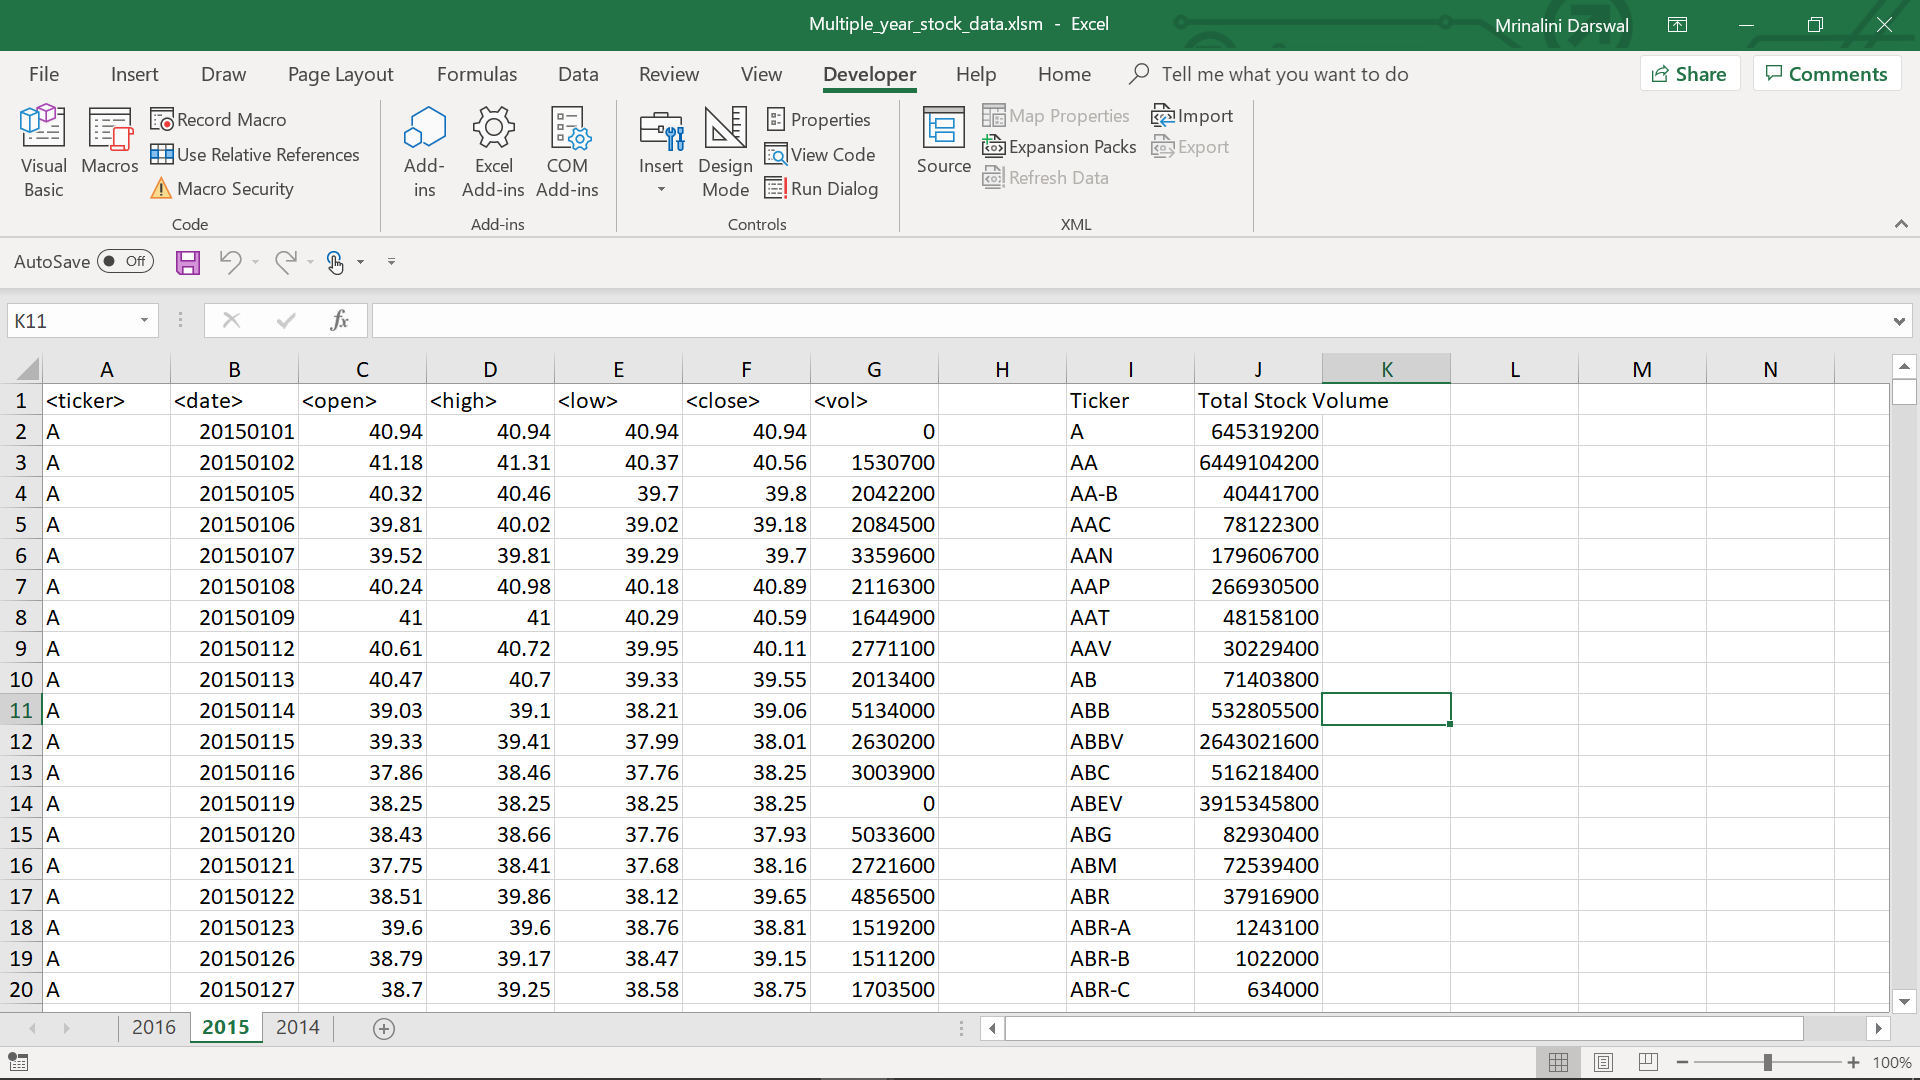 Multiple_year_stock_data.xlsm - Excel
Mrinalini Darswal
File Insert Draw Page Layout Formulas Data Review View Developer Help Home Tell me what you want to do Share Comments
Visual Basic
Macros
Record Macro
Use Relative References
Macro Security
Code
Add-ins
Excel Add-ins
COM Add-ins
Add-ins
Insert
Design Mode
Properties
View Code
Run Dialog
Controls
Source
Map Properties
Expansion Packs
Refresh Data
Import
Export
XML
AutoSave Off
K11 fx
A B C D E F G H I J K L M N
1 <ticker> <date> <open> <high> <low> <close> <vol> Ticker Total Stock Volume
2 A 20150101 40.94 40.94 40.94 40.94 0 A 645319200
3 A 20150102 41.18 41.31 40.37 40.56 1530700 AA 6449104200
4 A 20150105 40.32 40.46 39.7 39.8 2042200 AA-B 40441700
5 A 20150106 39.81 40.02 39.02 39.18 2084500 AAC 78122300
6 A 20150107 39.52 39.81 39.29 39.7 3359600 AAN 179606700
7 A 20150108 40.24 40.98 40.18 40.89 2116300 AAP 266930500
8 A 20150109 41 41 40.29 40.59 1644900 AAT 48158100
9 A 20150112 40.61 40.72 39.95 40.11 2771100 AAV 30229400
10 A 20150113 40.47 40.7 39.33 39.55 2013400 AB 71403800
11 A 20150114 39.03 39.1 38.21 39.06 5134000 ABB 532805500
12 A 20150115 39.33 39.41 37.99 38.01 2630200 ABBV 2643021600
13 A 20150116 37.86 38.46 37.76 38.25 3003900 ABC 516218400
14 A 20150119 38.25 38.25 38.25 38.25 0 ABEV 3915345800
15 A 20150120 38.43 38.66 37.76 37.93 5033600 ABG 82930400
16 A 20150121 37.75 38.41 37.68 38.16 2721600 ABM 72539400
17 A 20150122 38.51 39.86 38.12 39.65 4856500 ABR 37916900
18 A 20150123 39.6 39.6 38.76 38.81 1519200 ABR-A 1243100
19 A 20150126 38.79 39.17 38.47 39.15 1511200 ABR-B 1022000
20 A 20150127 38.7 39.25 38.58 38.75 1703500 ABR-C 634000
2016 2015 2014
100%